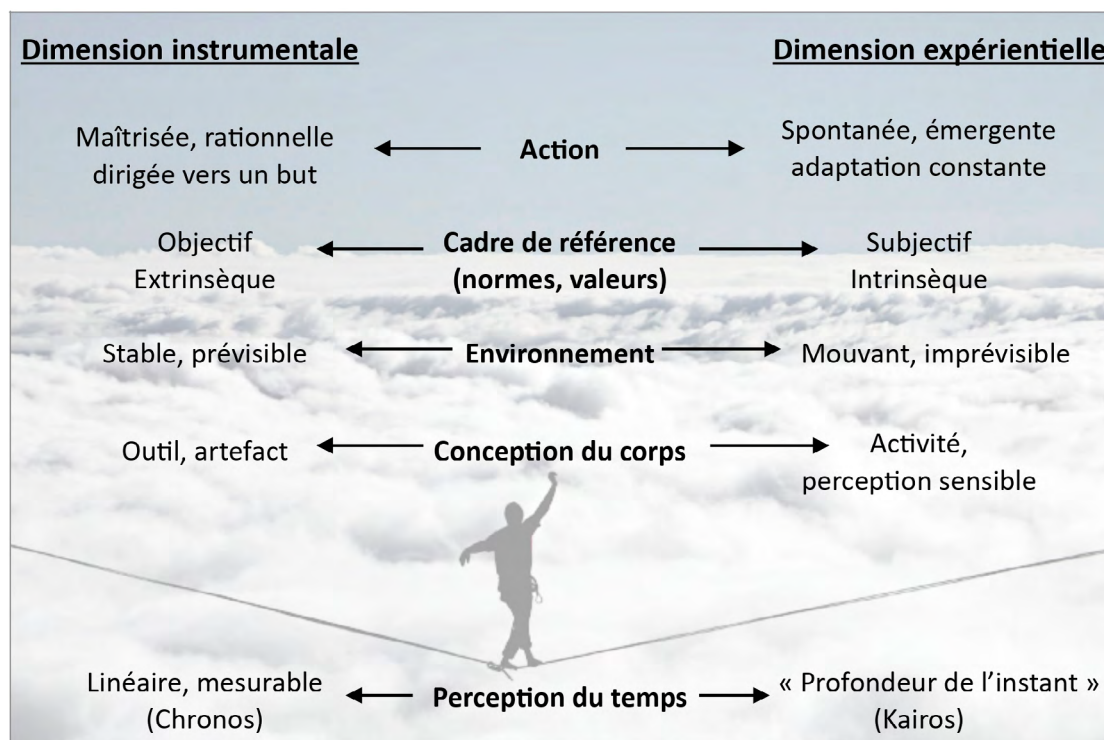 Dimension instrumentale
Dimension expérientielle
Maîtrisée, rationnelle
dirigée vers un but
Action
Spontanée, émergente
adaptation constante
Objectif
Extrinsèque
Cadre de référence
(normes, valeurs)
Subjectif
Intrinsèque
Stable, prévisible
Environnement
Mouvant, imprévisible
Outil, artefact
Conception du corps
Activité,
perception sensible
Linéaire, mesurable
(Chronos)
Perception du temps
« Profondeur de l’instant »
(Kairos)